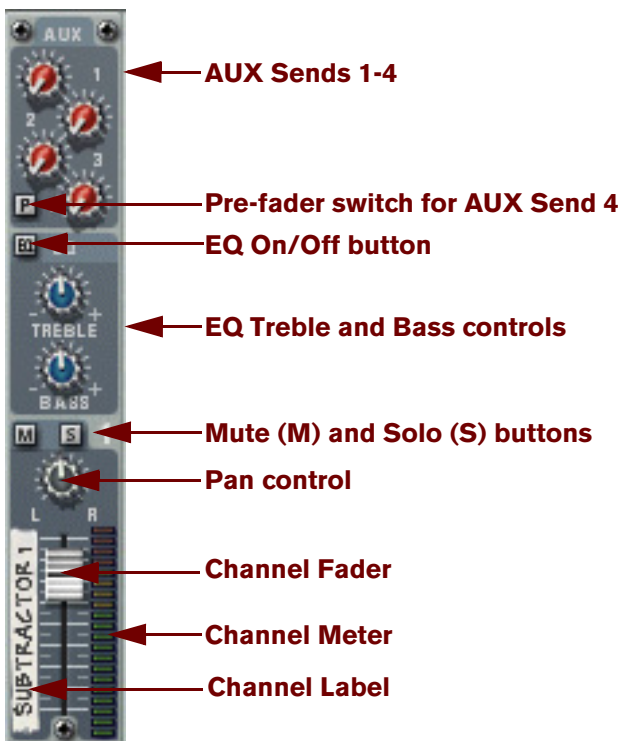 AUX
1
AUX Sends 1-4
2
3
P
Pre-fader switch for AUX Send 4
EQ
EQ On/Off button
TREBLE
- +
EQ Treble and Bass controls
- +
BASS
M S
Mute (M) and Solo (S) buttons
Pan control
L R
SUBTRACTOR 1
Channel Fader
Channel Meter
Channel Label